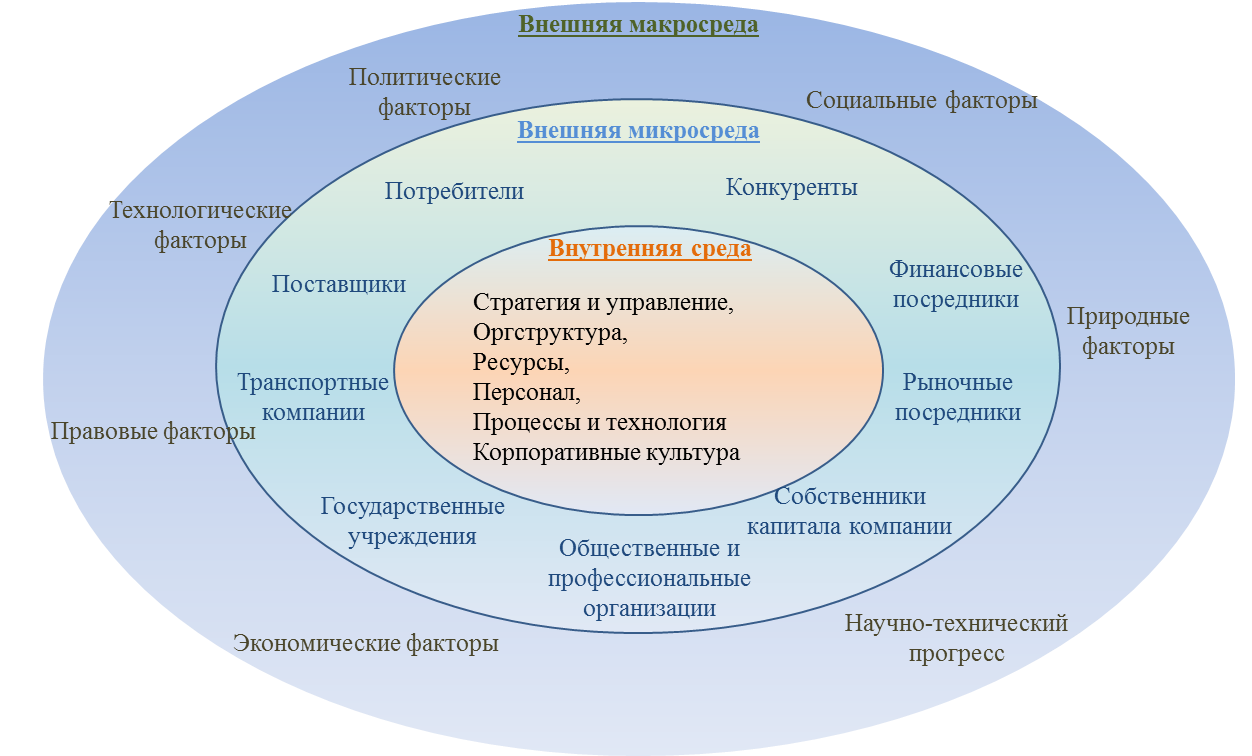 Внешняя макросреда
Политические
факторы
Социальные факторы
Внешняя микросреда
Потребители
Конкуренты
Технологические
факторы
Внутренняя среда
Поставщики
Финансовые
посредники
Стратегия и управление,
Оргструктура,
Ресурсы,
Персонал,
Процессы и технология
Корпоративные культура
Природные
факторы
Транспортные
компании
Рыночные
посредники
Правовые факторы
Государственные
учреждения
Собственники
капитала компании
Общественные и
профессиональные
организации
Экономические факторы
Научно-технический
прогресс